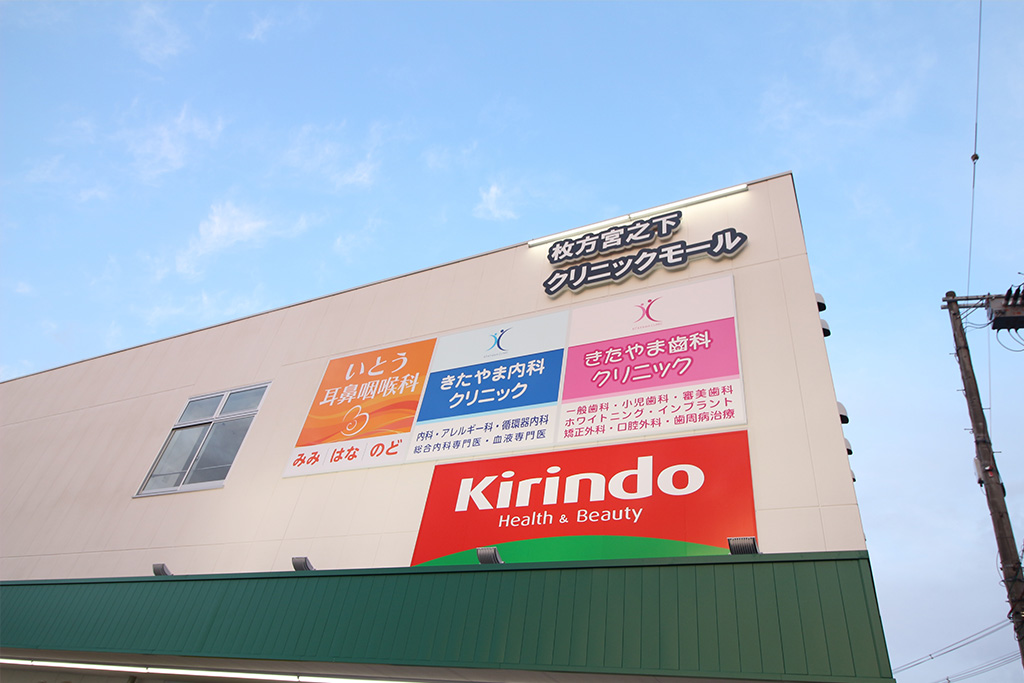 枚方宮之下
クリニックモール
いとう
耳鼻咽喉科
みみ はな のど
きたやま内科
クリニック
内科・アレルギー科・循環器内科
総合内科専門医・血液専門医
きたやま歯科
クリニック
一般歯科・小児歯科・審美歯科
ホワイトニング・インプラント
矯正外科・口腔外科・歯周病治療
Kirindo
Health & Beauty